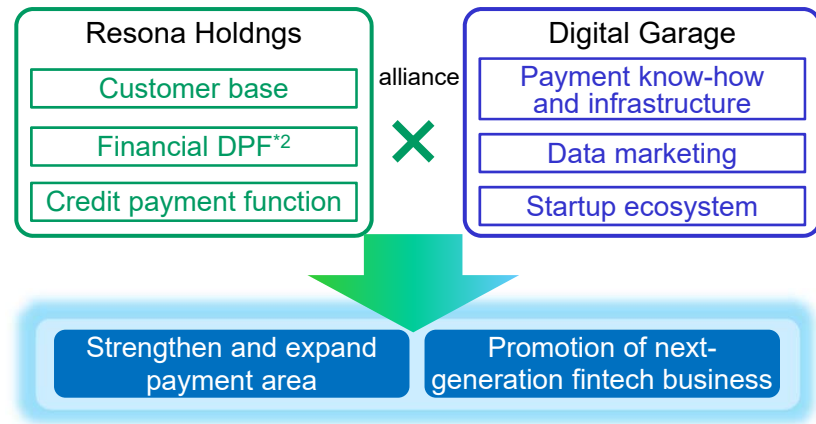 Resona Holdngs
Customer base
Financial DPF*2
Credit payment function
alliance
×
Digital Garage
Payment know-how
and infrastructure
Data marketing
Startup ecosystem
Strengthen and expand
payment area
Promotion of next-
generation fintech business